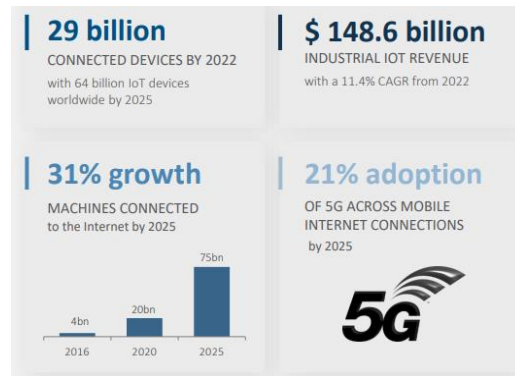 29 billion
CONNECTED DEVICES BY 2022
with 64 billion IoT devices
worldwide by 2025
$ 148.6 billion
INDUSTRIAL IOT REVENUE
with a 11.4% CAGR from 2022
31% growth
MACHINES CONNECTED
to the Internet by 2025
75bn
20bn
4bn
2016 2020 2025
21% adoption
OF 5G ACROSS MOBILE
INTERNET CONNECTIONS
by 2025
5G